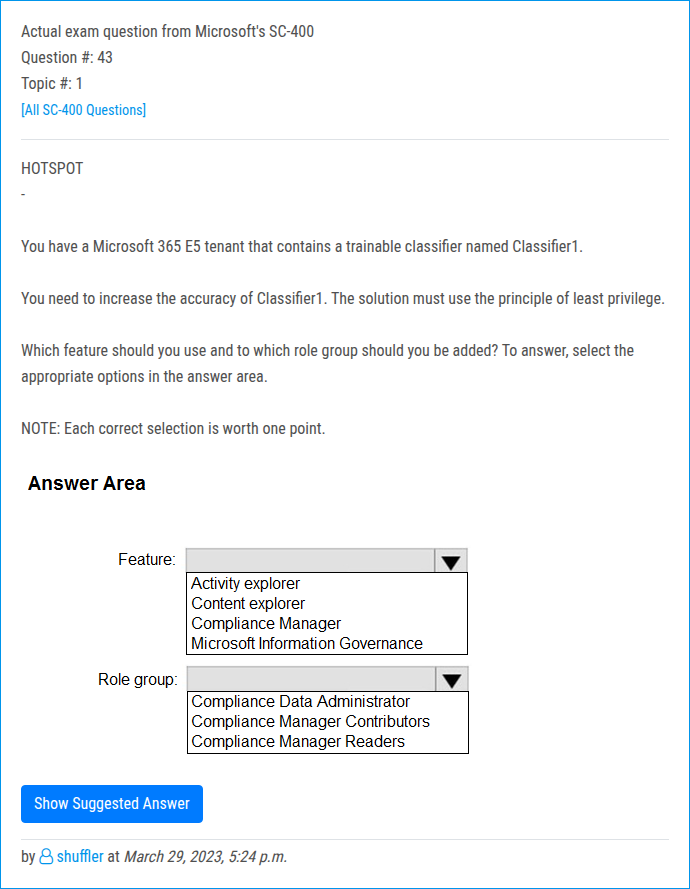 Actual exam question from Microsoft's SC-400
Question #: 43
Topic #: 1
[All SC-400 Questions]
HOTSPOT
-
You have a Microsoft 365 E5 tenant that contains a trainable classifier named Classifier1.
You need to increase the accuracy of Classifier1. The solution must use the principle of least privilege.
Which feature should you use and to which role group should you be added? To answer, select the
appropriate options in the answer area.
NOTE: Each correct selection is worth one point.
Answer Area
Feature:
Activity explorer
Content explorer
Compliance Manager
Microsoft Information Governance
Role group:
Compliance Data Administrator
Compliance Manager Contributors
Compliance Manager Readers
Show Suggested Answer
by shuffler at March 29, 2023, 5:24 p.m.